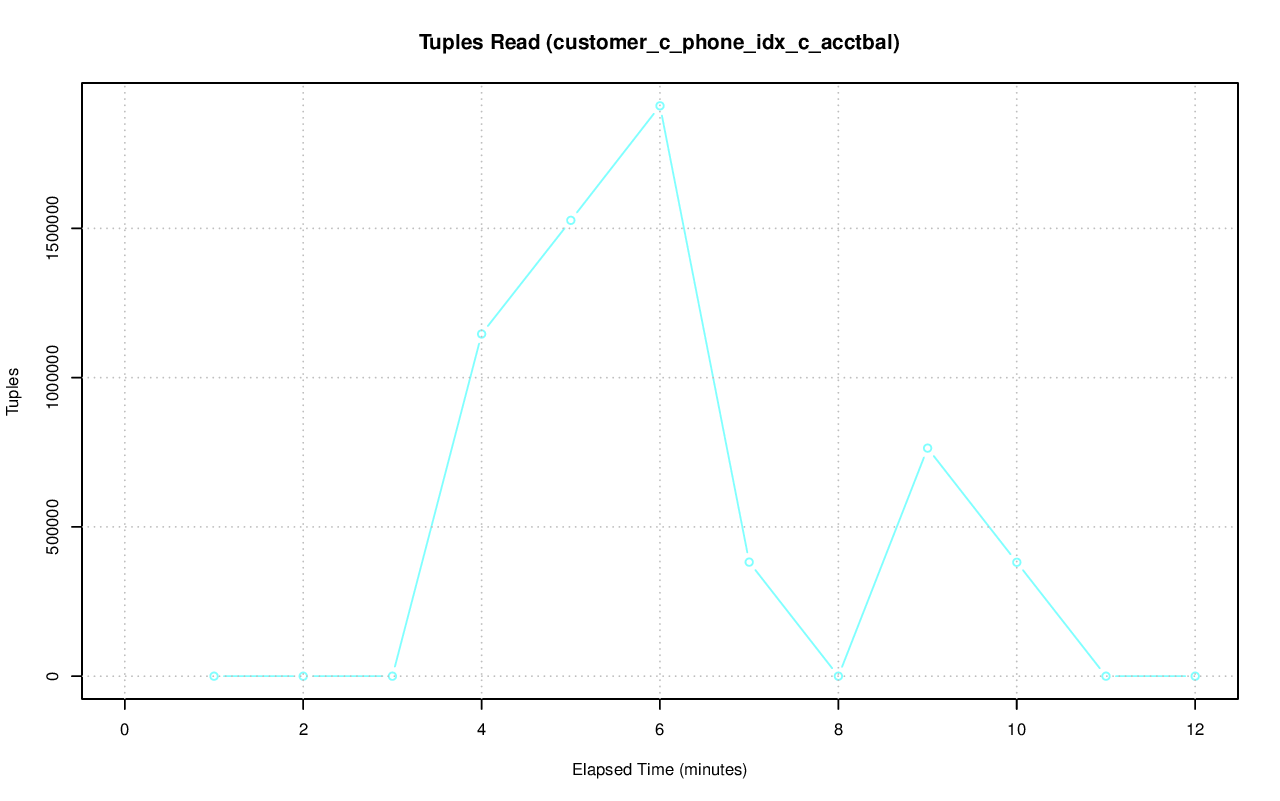 Tuples Read (customer_c_phone_idx_c_acctbal)
Tuples
1500000
1000000
500000
0
0 2 4 6 8 10 12
Elapsed Time (minutes)